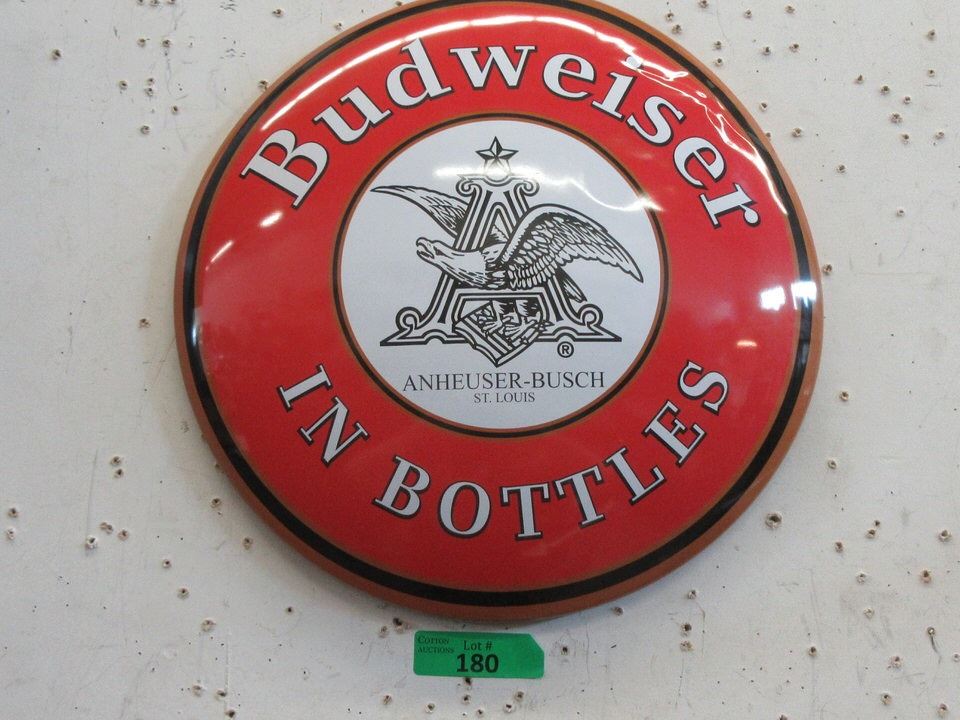 Budweiser
ANHEUSER-BUSCH
ST. LOUIS
®
IN BOTTLES
COTTON
AUCTIONS
Lot #
180